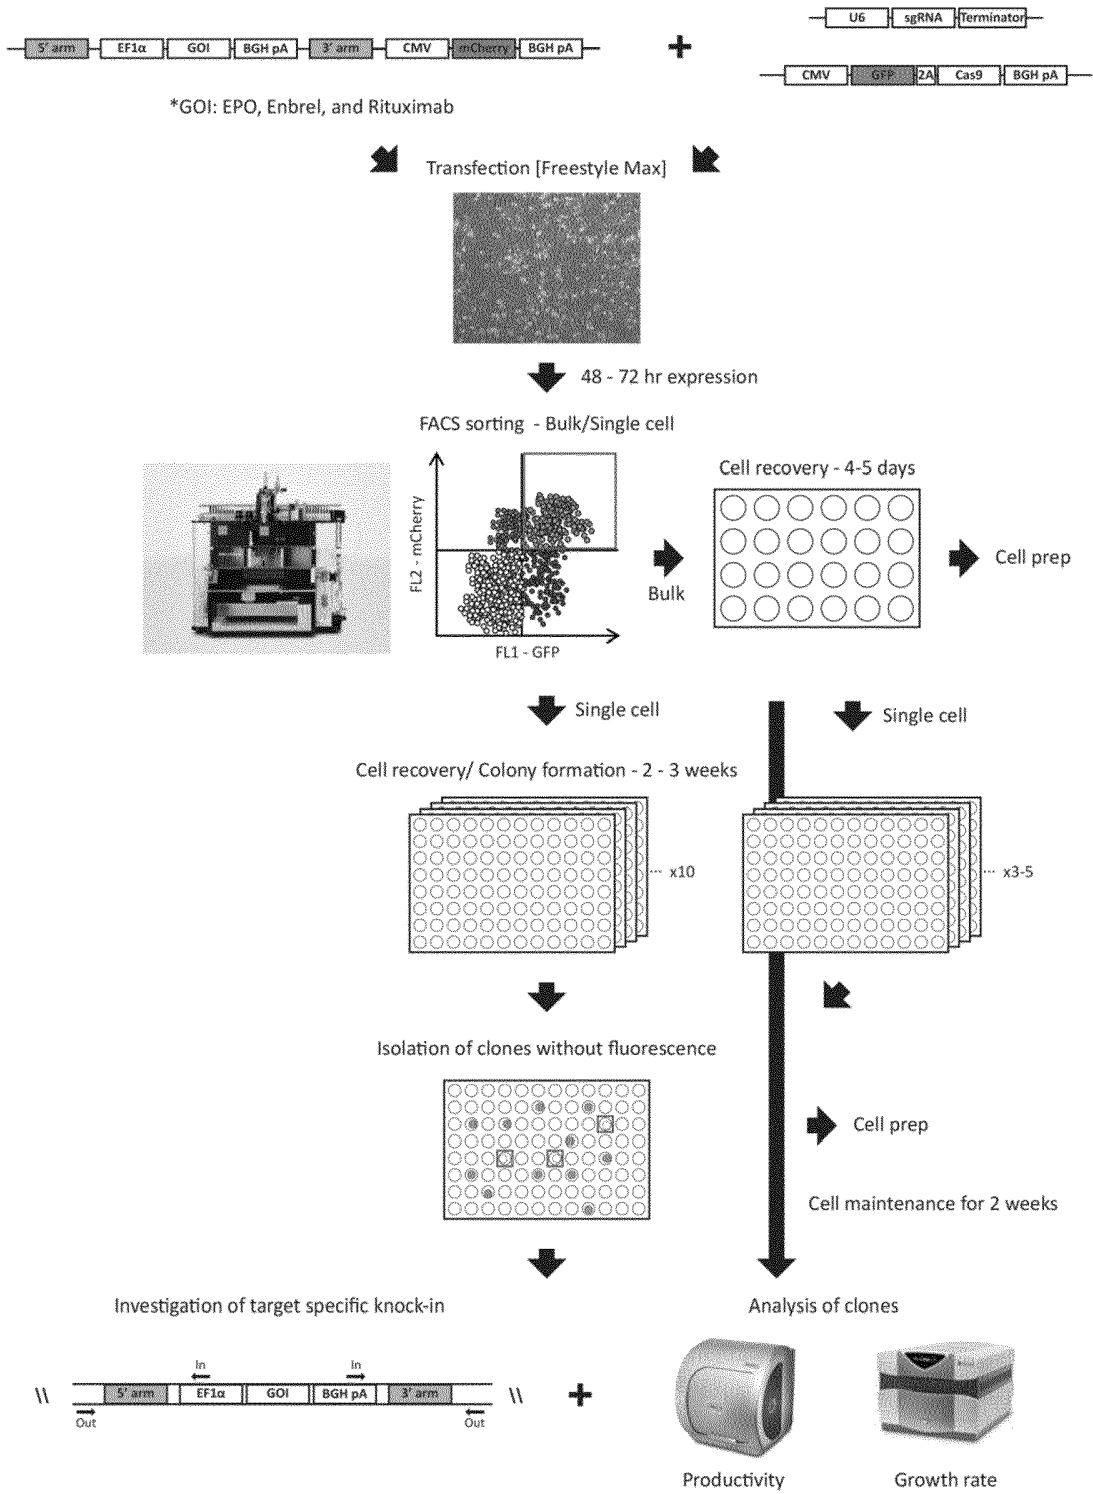 U6 sgRNA Terminator
5' arm EF1α GOI BGH pA 3' arm CMV mCherry BGH pA
+
CMV GFP 2A Cas9 BGH pA
*GOI: EPO, Enbrel, and Rituximab
Transfection [Freestyle Max]
48 - 72 hr expression
FACS sorting - Bulk/Single cell
FL2 - mCherry
FL1 - GFP
Bulk
Cell recovery - 4-5 days
Cell prep
Single cell
Single cell
Cell recovery/ Colony formation - 2 - 3 weeks
... x10
... x3-5
Isolation of clones without fluorescence
Cell prep
Cell maintenance for 2 weeks
Investigation of target specific knock-in
Analysis of clones
In In
\\ 5' arm EF1α GOI BGH pA 3' arm \\ +
Out Out
Productivity
Growth rate